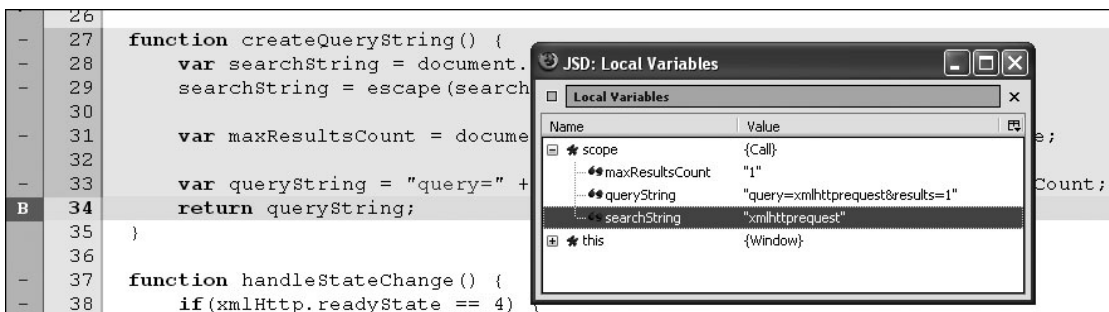 26
- 27 function createQueryString() {
- 28 var searchString = document.
- 29 searchString = escape(search
30
- 31 var maxResultsCount = docume e;
32
- 33 var queryString = "query=" + Count;
B 34 return queryString;
35 }
36
- 37 function handleStateChange() {
- 38 if(xmlHttp.readyState == 4) {
JSD: Local Variables
Local Variables
Name Value
scope {Call}
maxResultsCount "1"
queryString "query=xmlhttprequest&results=1"
searchString "xmlhttprequest"
this {Window}